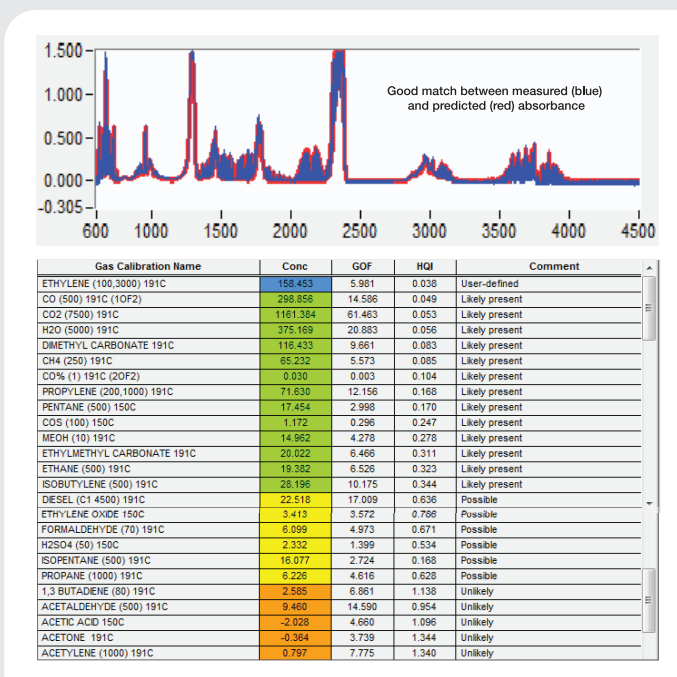 1.500
1.000
0.500
0.000
-0.305
Good match between measured (blue)
and predicted (red) absorbance
600 1000 1500 2000 2500 3000 3500 4000 4500
Gas Calibration Name Conc GOF HQI Comment
ETHYLENE (100,3000) 191C 158.453 5.981 0.038 User-defined
CO (500) 191C (1OF2) 298.856 14.586 0.049 Likely present
CO2 (7500) 191C 1161.384 61.463 0.053 Likely present
H2O (5000) 191C 375.169 20.883 0.056 Likely present
DIMETHYL CARBONATE 191C 116.433 9.661 0.083 Likely present
CH4 (250) 191C 65.232 5.573 0.085 Likely present
CO% (1) 191C (2OF2) 0.030 0.003 0.104 Likely present
PROPYLENE (200,1000) 191C 71.630 12.156 0.168 Likely present
PENTANE (500) 150C 17.454 2.998 0.170 Likely present
COS (100) 150C 1.172 0.296 0.247 Likely present
MEOH (10) 191C 14.962 4.278 0.278 Likely present
ETHYLMETHYL CARBONATE 191C 20.022 6.466 0.311 Likely present
ETHANE (500) 191C 19.382 6.526 0.323 Likely present
ISOBUTYLENE (500) 191C 28.196 10.175 0.344 Likely present
DIESEL (C1 4500) 191C 22.518 17.009 0.636 Possible
ETHYLENE OXIDE 150C 3.413 3.572 0.786 Possible
FORMALDEHYDE (70) 191C 6.099 4.973 0.671 Possible
H2SO4 (50) 150C 2.332 1.399 0.534 Possible
ISOPENTANE (500) 191C 16.077 2.724 0.168 Possible
PROPANE (1000) 191C 6.226 4.616 0.628 Possible
1,3 BUTADIENE (80) 191C 2.585 6.861 1.138 Unlikely
ACETALDEHYDE (500) 191C 9.460 14.590 0.954 Unlikely
ACETIC ACID 150C -2.028 4.660 1.096 Unlikely
ACETONE 191C -0.364 3.739 1.344 Unlikely
ACETYLENE (1000) 191C 0.797 7.775 1.340 Unlikely